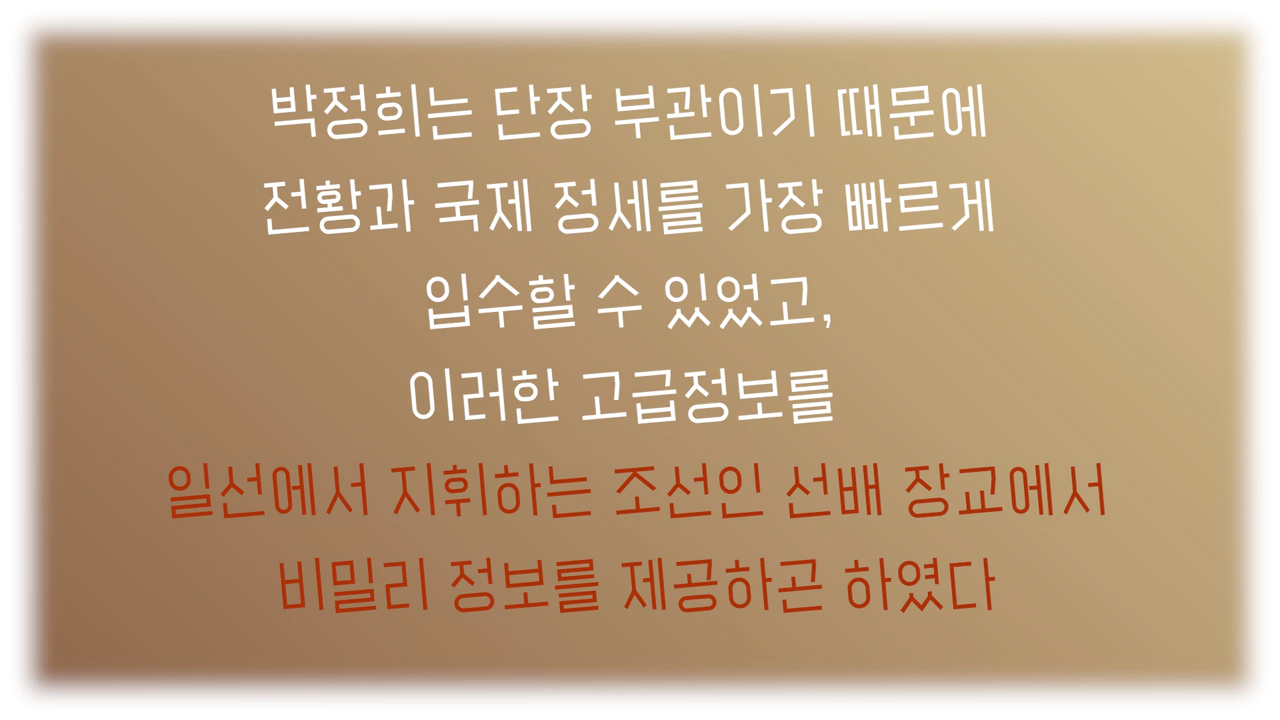 박정희는 단장 부관이기 때문에
전황과 국제 정세를 가장 빠르게
입수할 수 있었고,
이러한 고급정보를
일선에서 지휘하는 조선인 선배 장교에서
비밀리 정보를 제공하곤 하였다